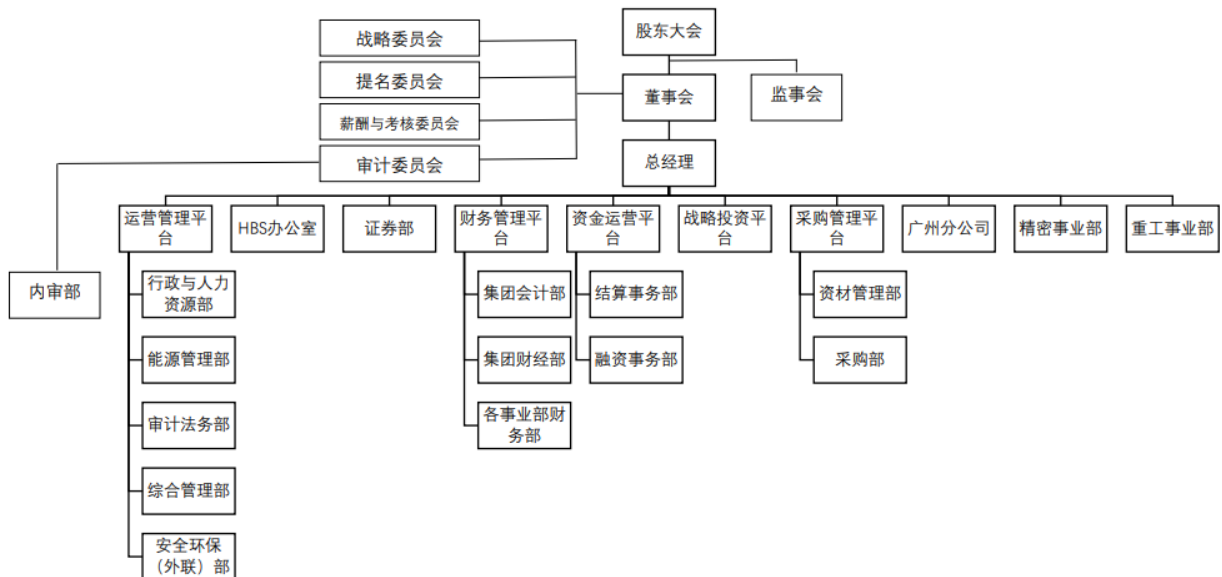 股东大会
战略委员会
提名委员会
董事会
监事会
薪酬与考核委员会
审计委员会
总经理
运营管理平
台
HBS办公室
证券部
财务管理平
台
资金运营平
台
战略投资平
台
采购管理平
台
广州分公司
精密事业部
重工事业部
内审部
行政与人力
资源部
集团会计部
结算事务部
资材管理部
能源管理部
集团财经部
融资事务部
采购部
审计法务部
各事业部财
务部
综合管理部
安全环保
（外联）部